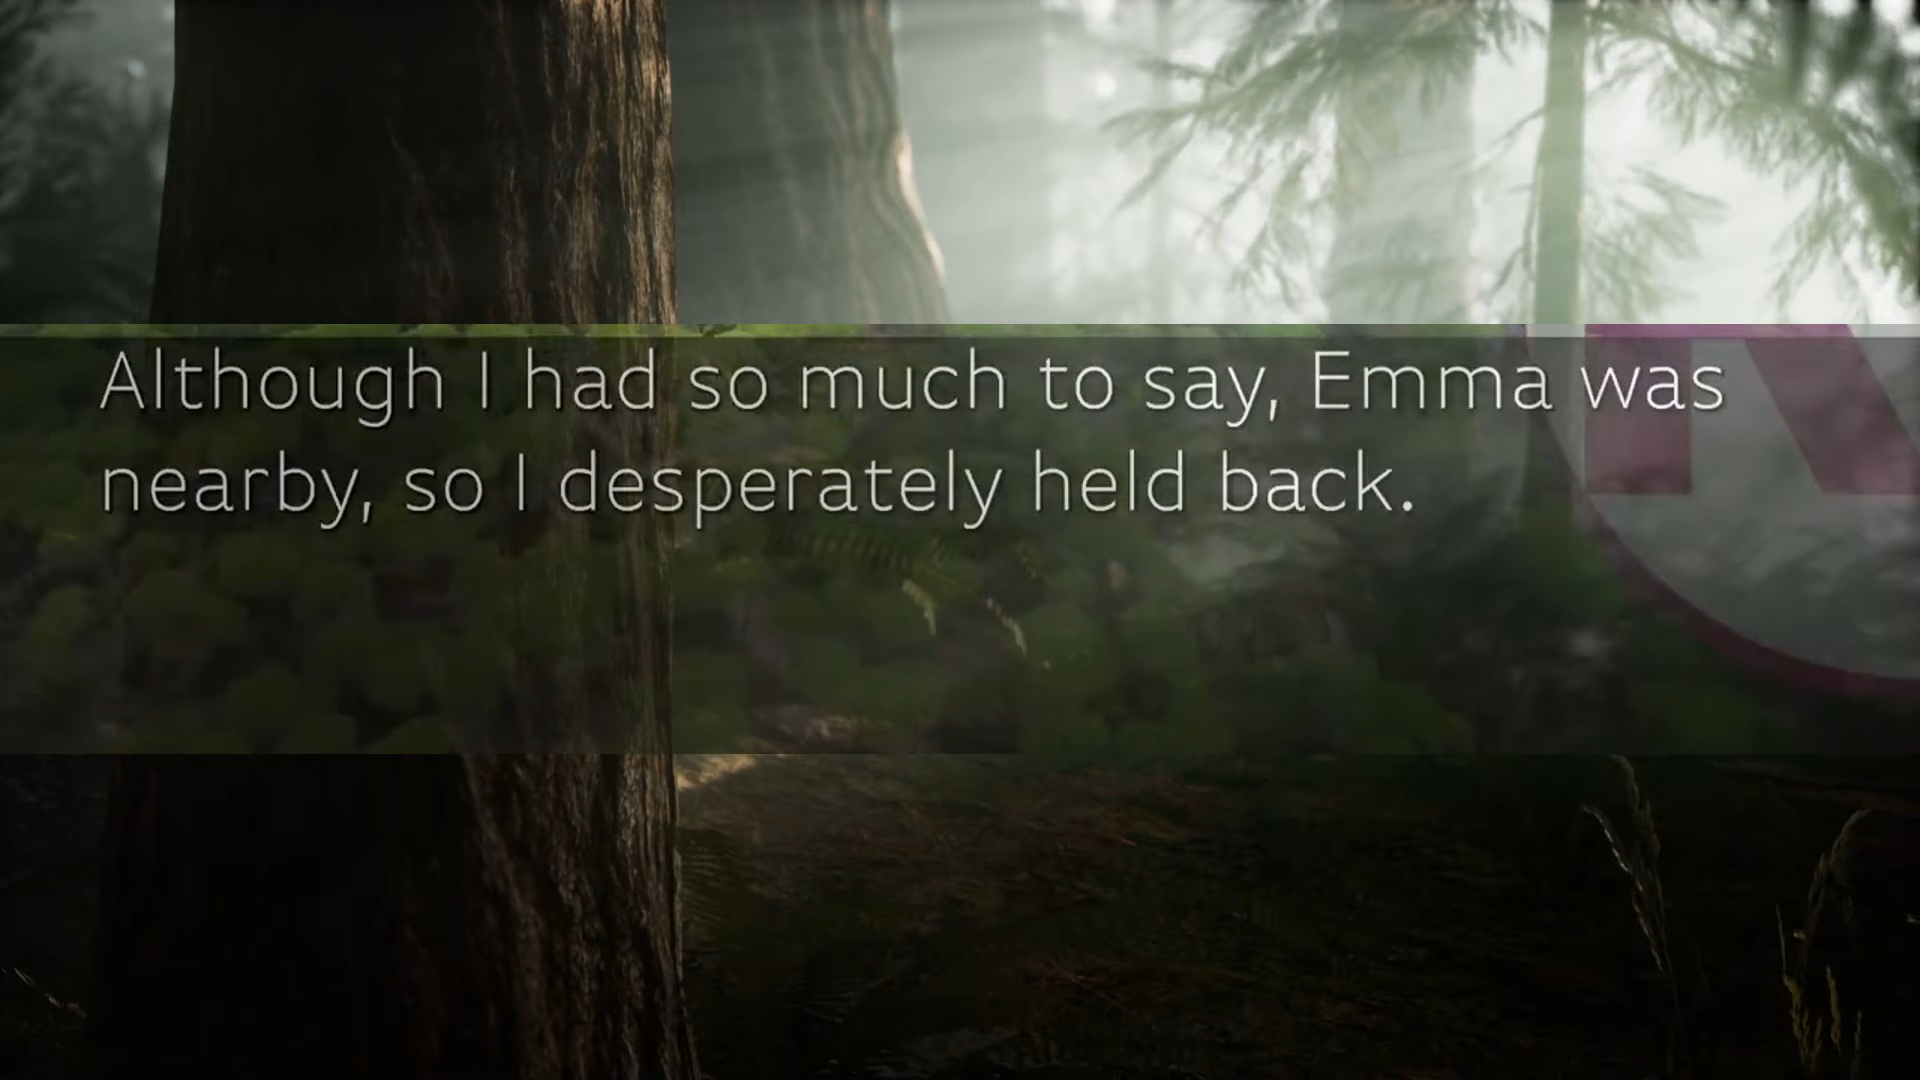 Although I had so much to say, Emma was
nearby, so I desperately held back.